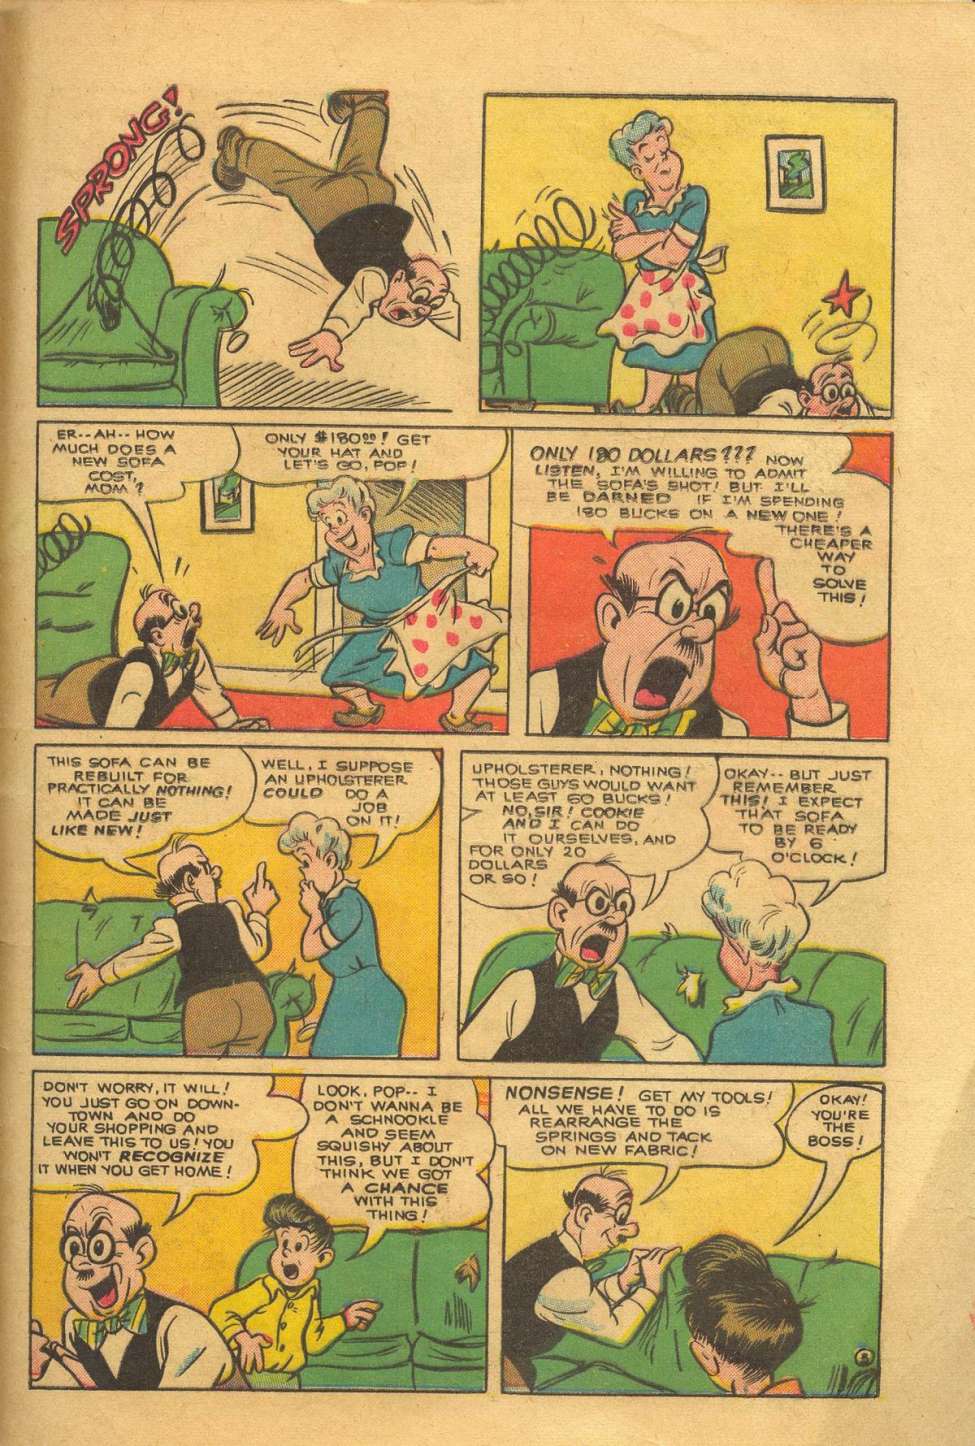 SPRONG!
ER--AH--HOW
MUCH DOES A
NEW SOFA
COST,
MOM?
ONLY $180.00! GET
YOUR HAT AND
LET'S GO, POP!
ONLY 180 DOLLARS??? NOW
LISTEN, I'M WILLING TO ADMIT
THE SOFA'S SHOT! BUT I'LL
BE DARNED IF I'M SPENDING
180 BUCKS ON A NEW ONE!
THERE'S A
CHEAPER
WAY
TO
SOLVE
THIS!
THIS SOFA CAN BE
REBUILT FOR
PRACTICALLY NOTHING!
IT CAN BE
MADE JUST
LIKE NEW!
WELL, I SUPPOSE
AN UPHOLSTERER
COULD DO A
JOB
ON IT!
UPHOLSTERER, NOTHING!
THOSE GUYS WOULD WANT
AT LEAST 60 BUCKS!
NO, SIR! COOKIE
AND I CAN DO
IT OURSELVES, AND
FOR ONLY 20
DOLLARS
OR SO!
OKAY-- BUT JUST
REMEMBER
THIS! I EXPECT
THAT SOFA
TO BE READY
BY 6
O'CLOCK!
DON'T WORRY, IT WILL!
YOU JUST GO ON DOWN-
TOWN AND DO
YOUR SHOPPING AND
LEAVE THIS TO US! YOU
WON'T RECOGNIZE
IT WHEN YOU GET HOME!
LOOK, POP-- I
DON'T WANNA BE
A SCHNOOKLE
AND SEEM
SQUISHY ABOUT
THIS, BUT I DON'T
THINK WE GOT
A CHANCE
WITH THIS
THING!
NONSENSE! GET MY TOOLS!
ALL WE HAVE TO DO IS
REARRANGE THE
SPRINGS AND TACK
ON NEW FABRIC!
OKAY!
YOU'RE
THE
BOSS!